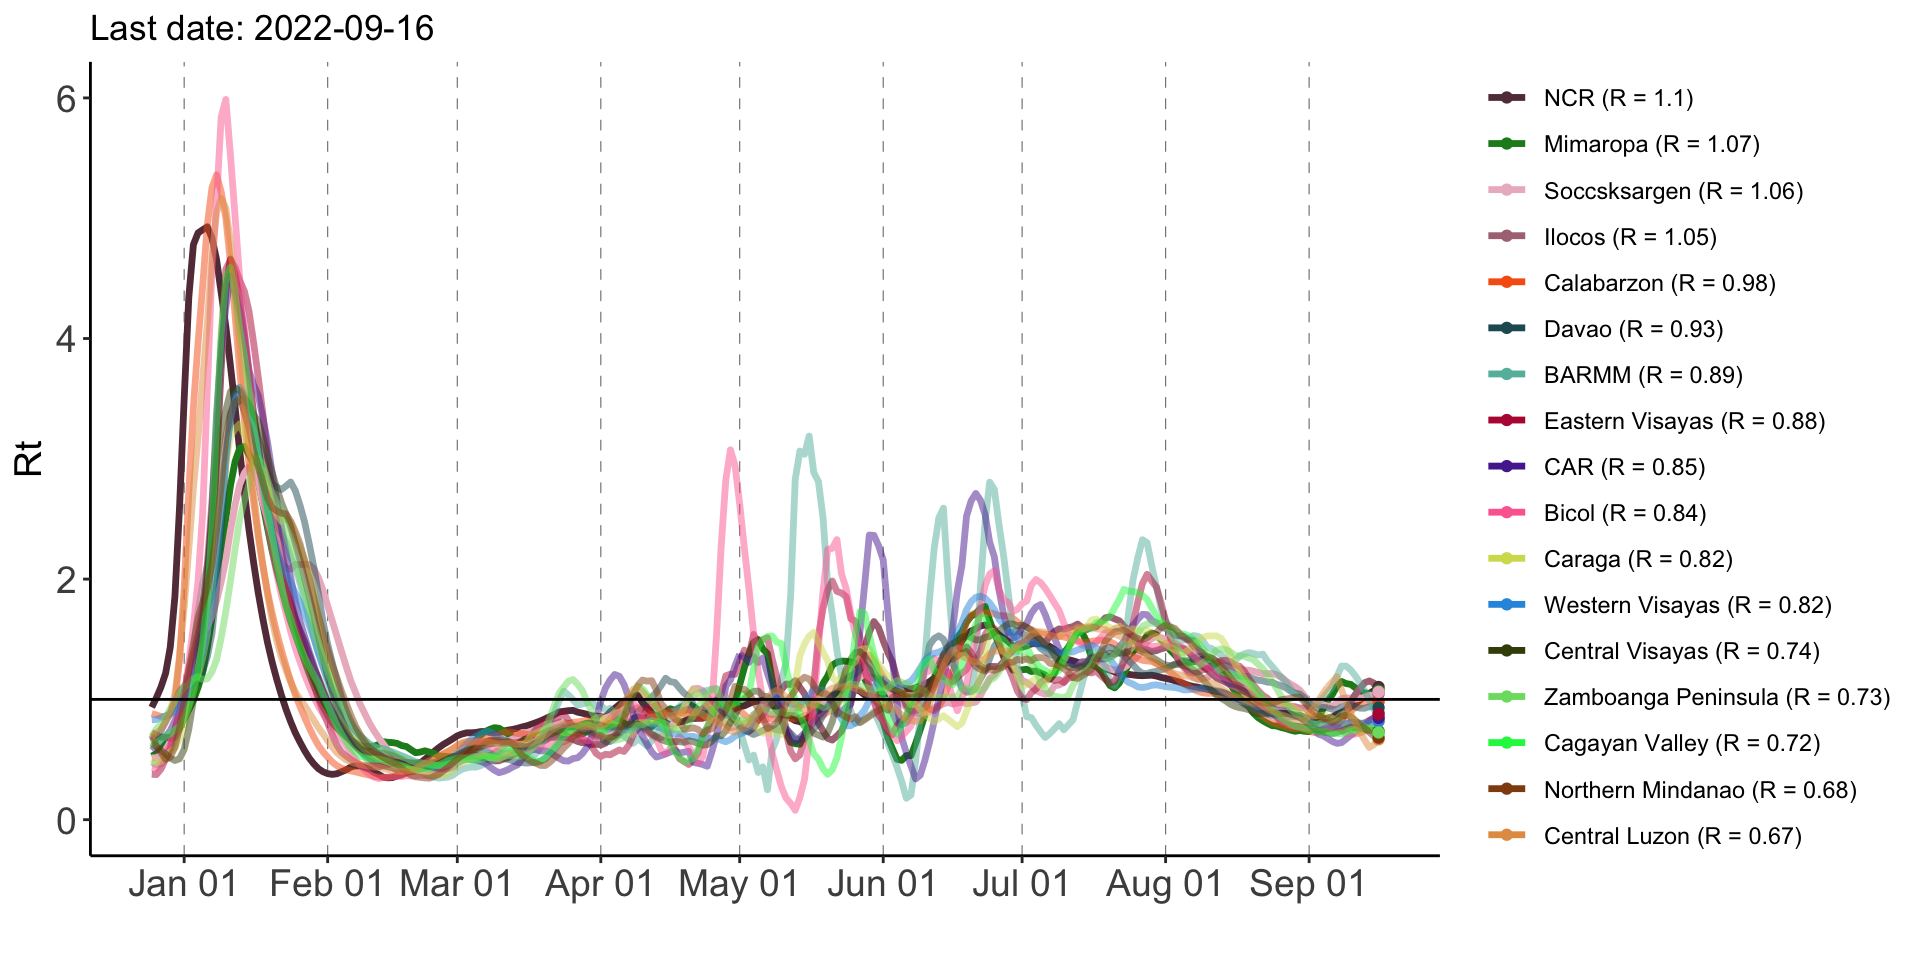 Last date: 2022-09-16
Rt
6
4
2
0
Jan 01 Feb 01 Mar 01 Apr 01 May 01 Jun 01 Jul 01 Aug 01 Sep 01
NCR (R = 1.1)
Mimaropa (R = 1.07)
Soccsksargen (R = 1.06)
Ilocos (R = 1.05)
Calabarzon (R = 0.98)
Davao (R = 0.93)
BARMM (R = 0.89)
Eastern Visayas (R = 0.88)
CAR (R = 0.85)
Bicol (R = 0.84)
Caraga (R = 0.82)
Western Visayas (R = 0.82)
Central Visayas (R = 0.74)
Zamboanga Peninsula (R = 0.73)
Cagayan Valley (R = 0.72)
Northern Mindanao (R = 0.68)
Central Luzon (R = 0.67)